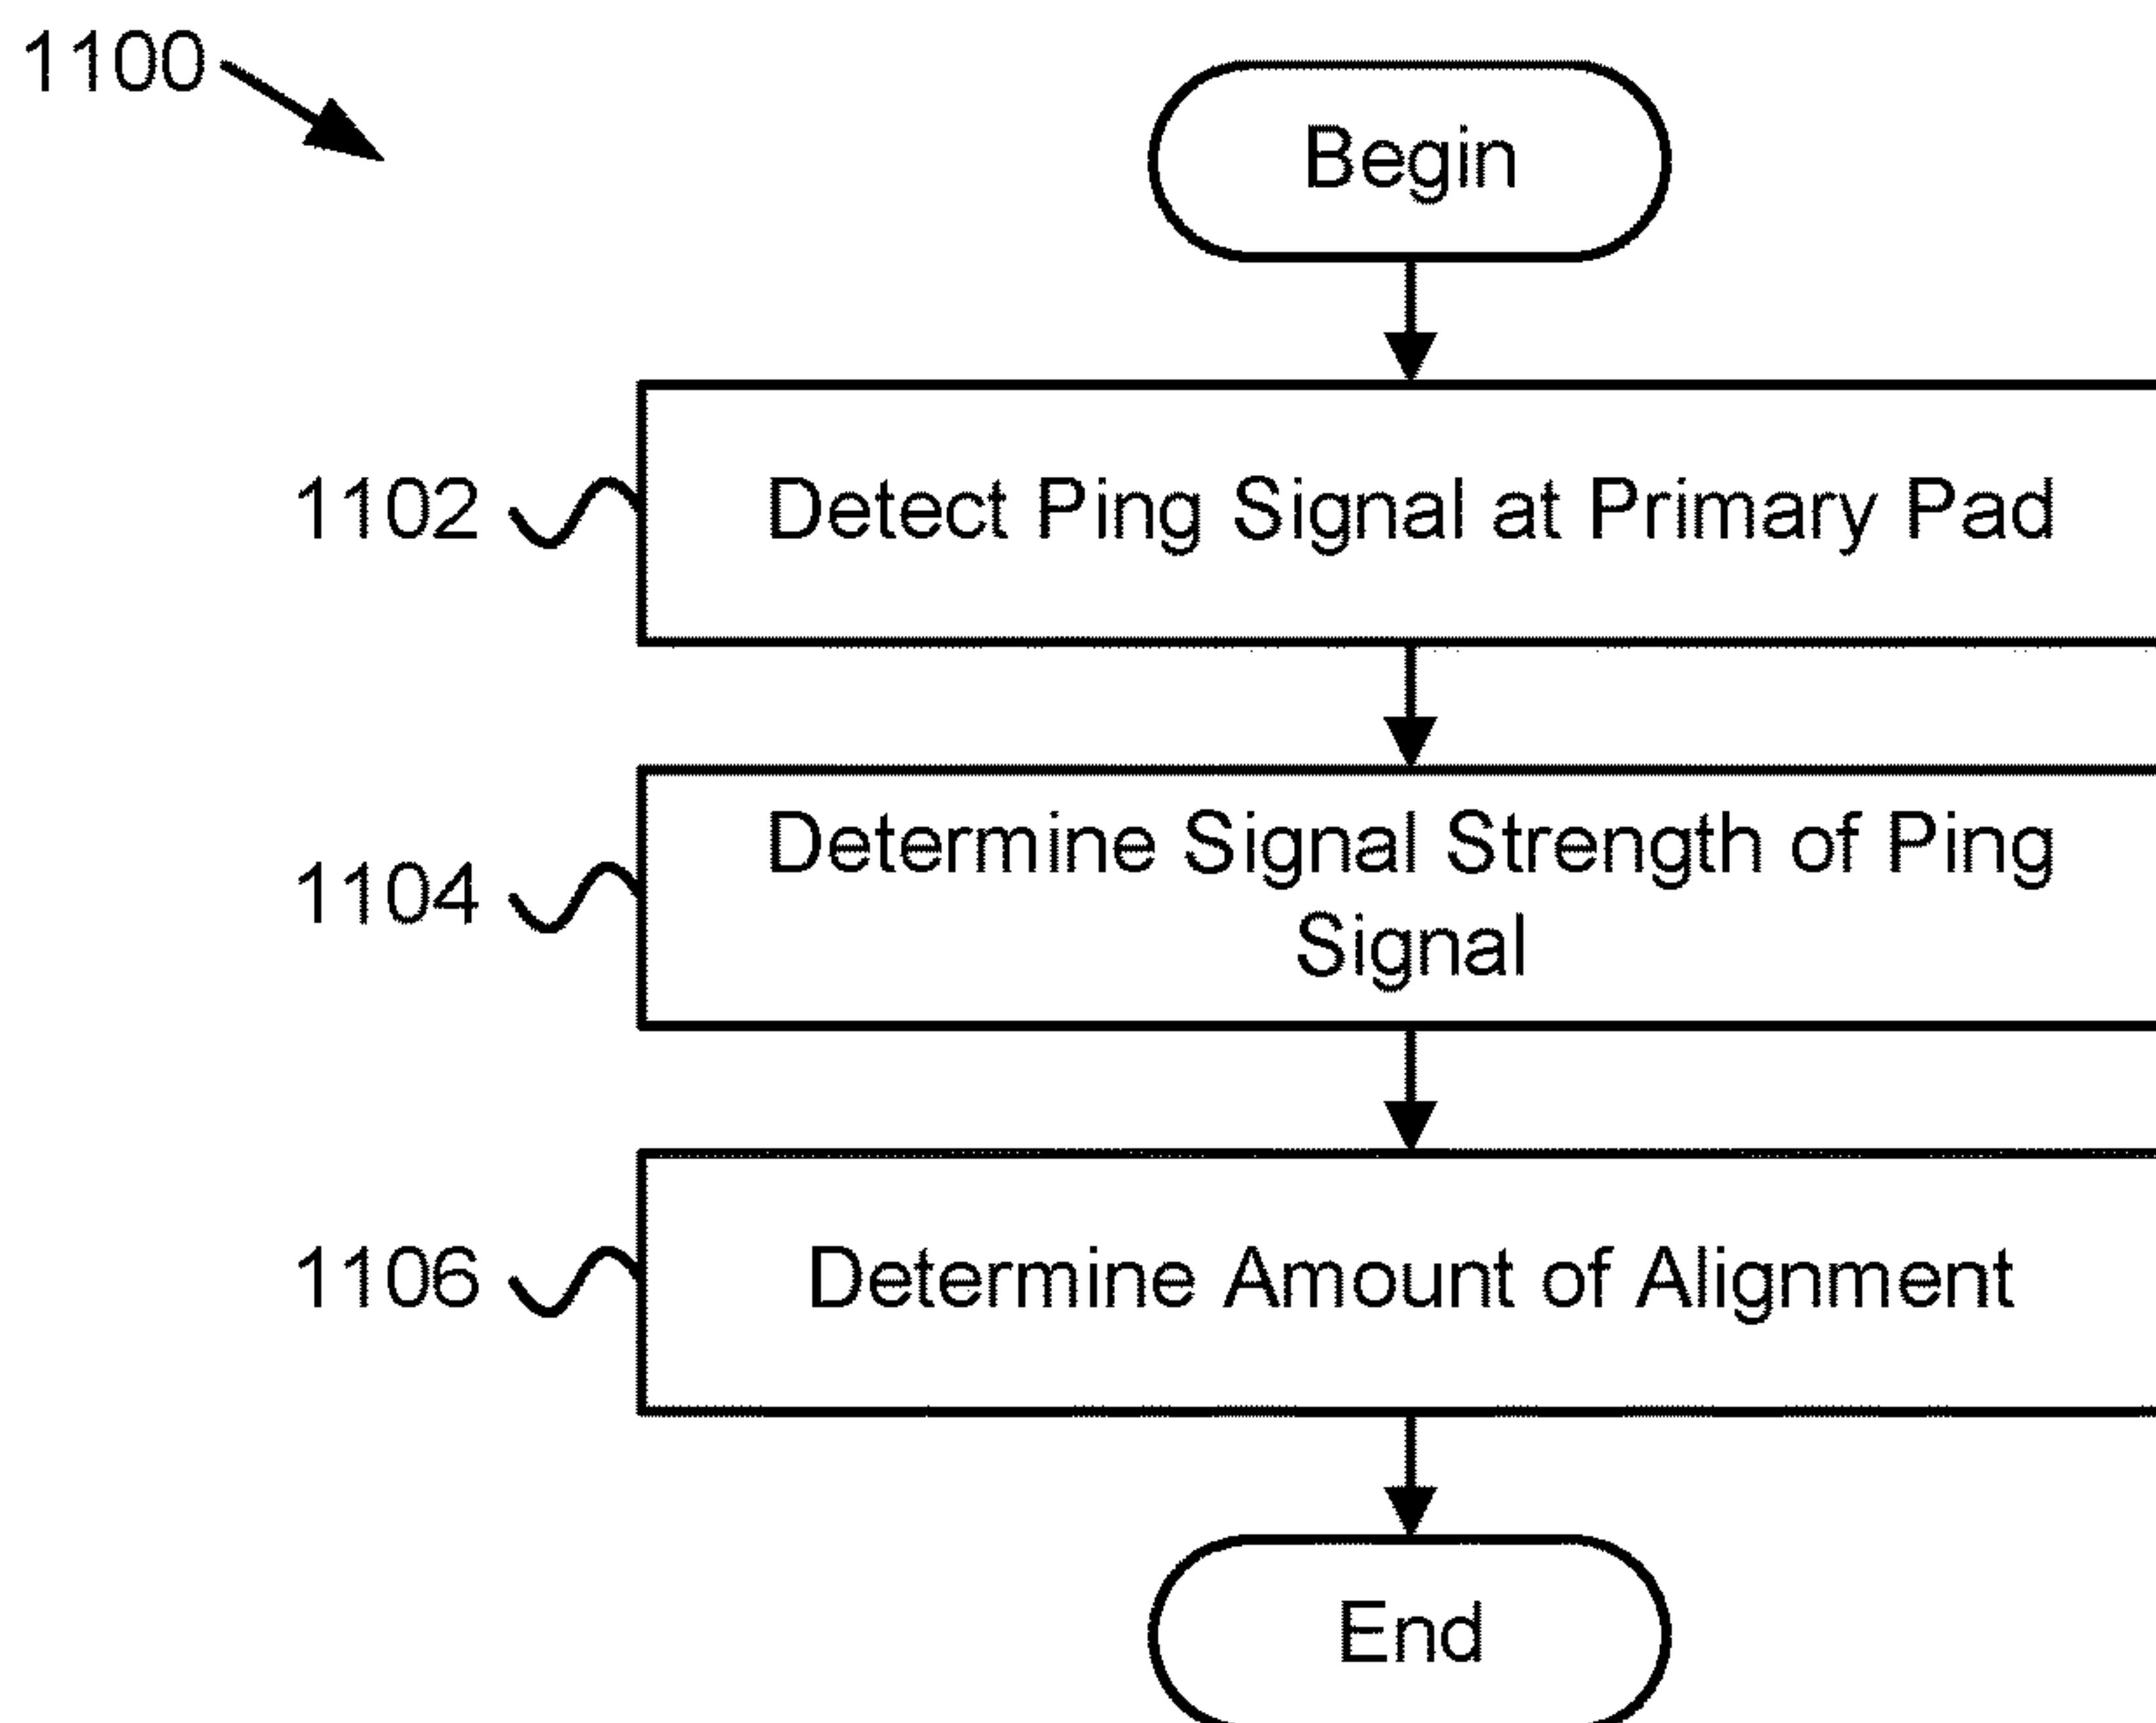 1100
Begin
1102
Detect Ping Signal at Primary Pad
1104
Determine Signal Strength of Ping
Signal
1106
Determine Amount of Alignment
End